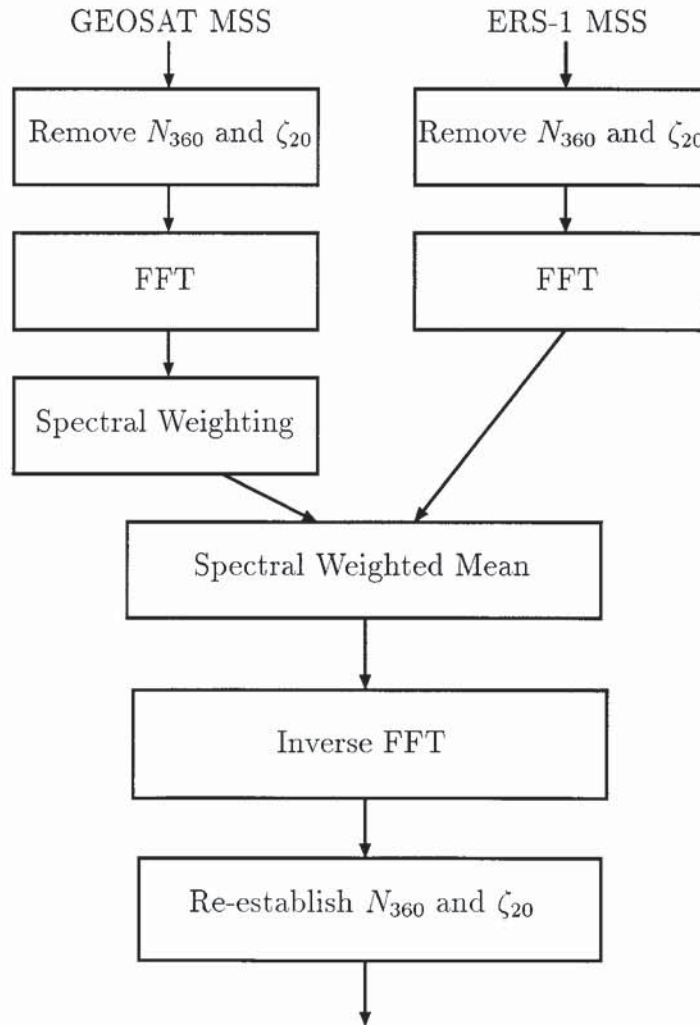 GEOSAT MSS
ERS-1 MSS
Remove N₃₆₀ and ζ₂₀
Remove N₃₆₀ and ζ₂₀
FFT
FFT
Spectral Weighting
Spectral Weighted Mean
Inverse FFT
Re-establish N₃₆₀ and ζ₂₀